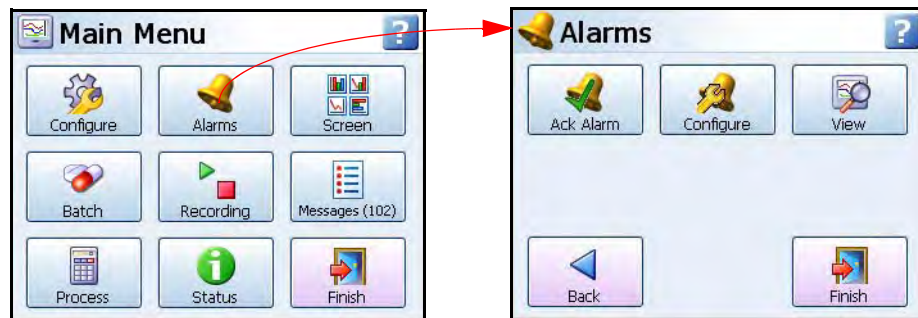 Main Menu
?
Configure
Alarms
Screen
Batch
Recording
Messages (102)
Process
Status
Finish
Alarms
?
Ack Alarm
Configure
View
Back
Finish